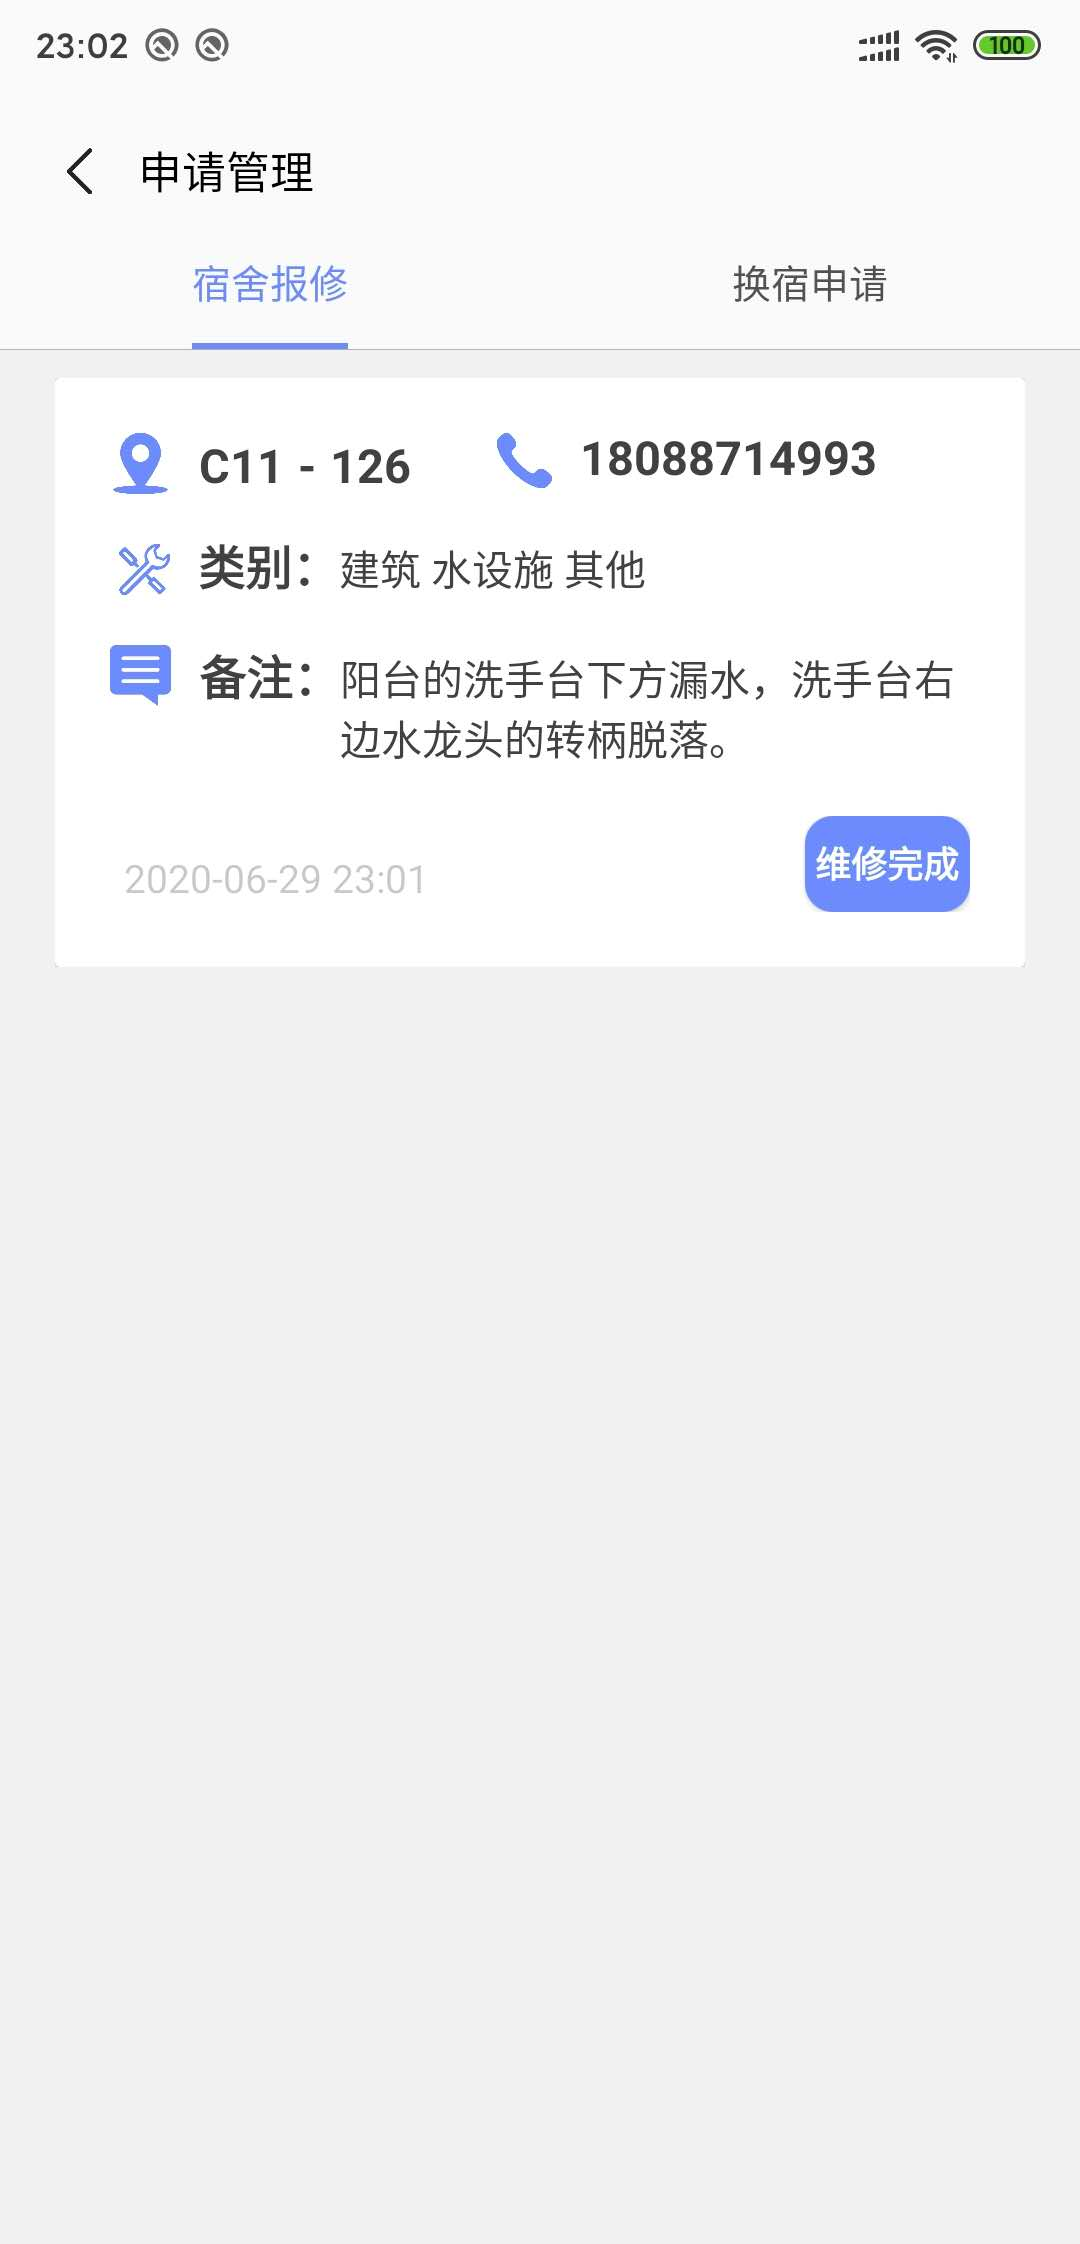 23:02 100
申请管理
宿舍报修 换宿申请
C11 - 126 18088714993
类别： 建筑 水设施 其他
备注： 阳台的洗手台下方漏水，洗手台右
边水龙头的转柄脱落。
2020-06-29 23:01 维修完成